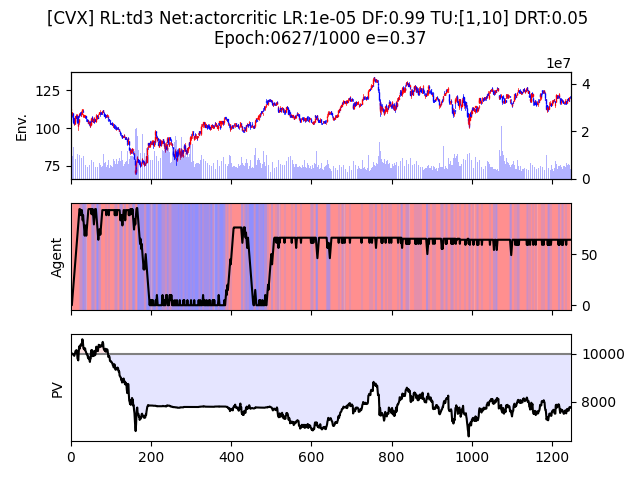 [CVX] RL:td3 Net:actorcritic LR:1e-05 DF:0.99 TU:[1,10] DRT:0.05
Epoch:0627/1000 e=0.37
1e7
125
100
75
Env.
4
2
0
Agent
50
0
PV
10000
8000
0 200 400 600 800 1000 1200